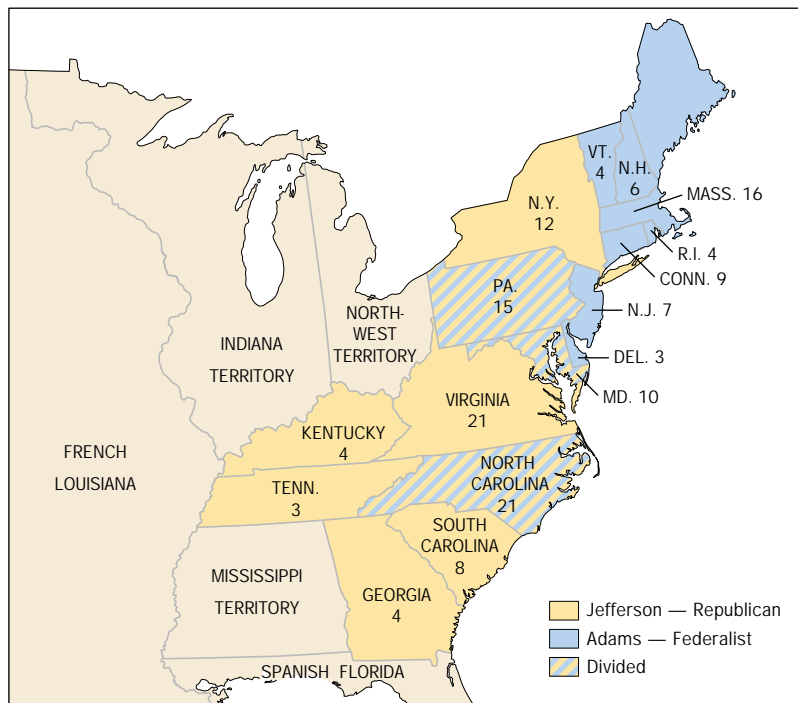 VT.
4
N.H.
6
MASS. 16
N.Y.
12
R.I. 4
CONN. 9
PA.
15
N.J. 7
NORTH-
WEST
TERRITORY
INDIANA
TERRITORY
DEL. 3
MD. 10
VIRGINIA
21
KENTUCKY
4
FRENCH
LOUISIANA
NORTH
CAROLINA
21
TENN.
3
SOUTH
CAROLINA
8
MISSISSIPPI
TERRITORY
GEORGIA
4
SPANISH FLORIDA
Jefferson — Republican
Adams — Federalist
Divided